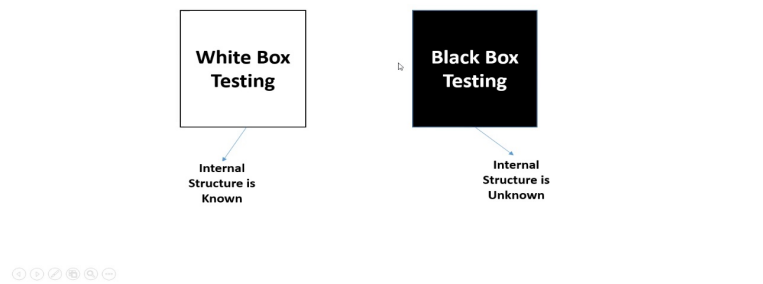 White Box
Testing
Black Box
Testing
Internal
Structure is
Known
Internal
Structure is
Unknown